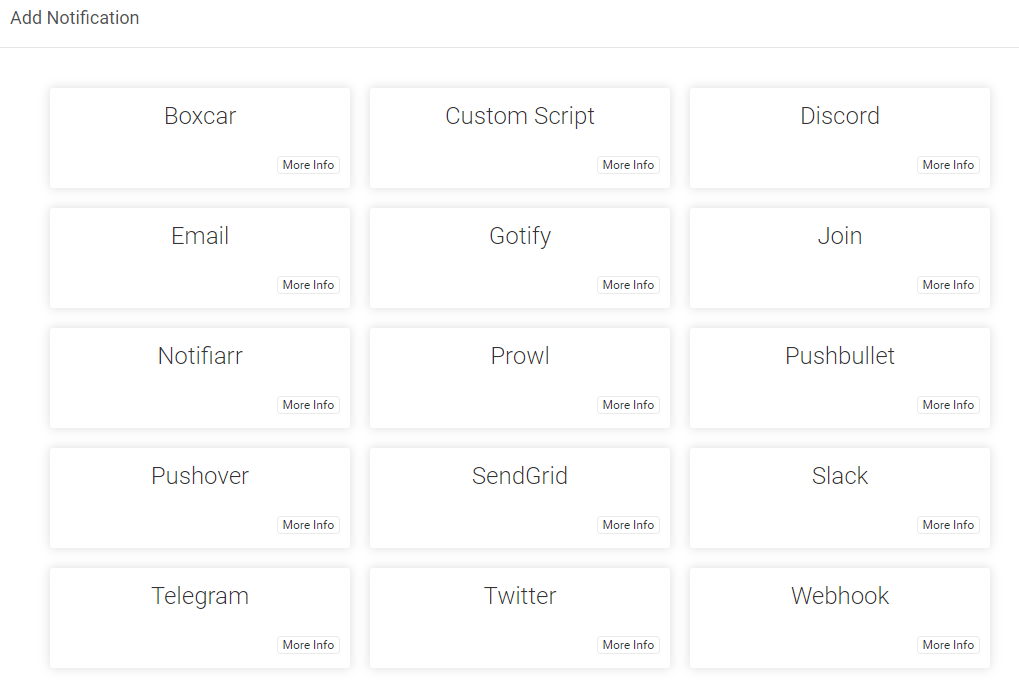 Add Notification
Boxcar
More Info
Custom Script
More Info
Discord
More Info
Email
More Info
Gotify
More Info
Join
More Info
Notifiarr
More Info
Prowl
More Info
Pushbullet
More Info
Pushover
More Info
SendGrid
More Info
Slack
More Info
Telegram
More Info
Twitter
More Info
Webhook
More Info